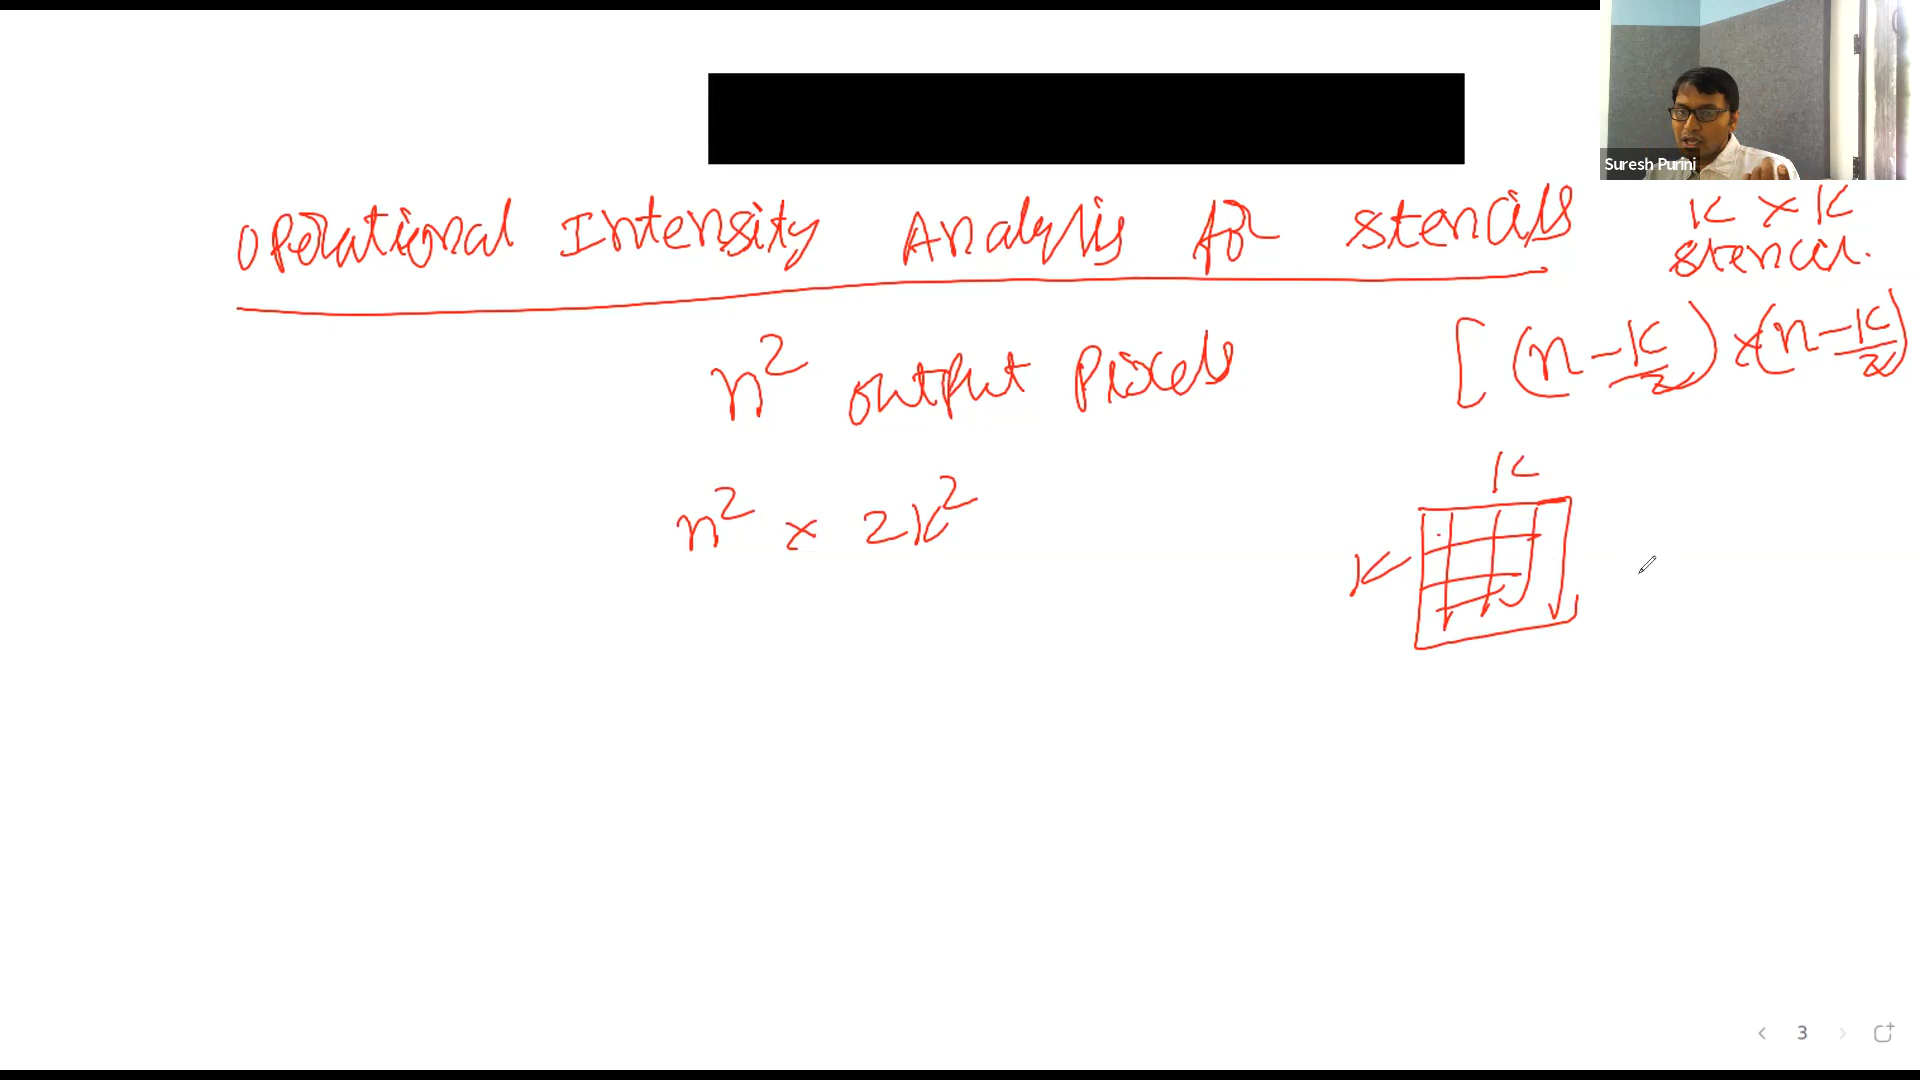 Suresh Purini
Operational Intensity Analysis for Stencils
K × K
stencil.
n² output pixels
[(n - K/2) × (n - K/2)
K
n² × 2K²
K
3